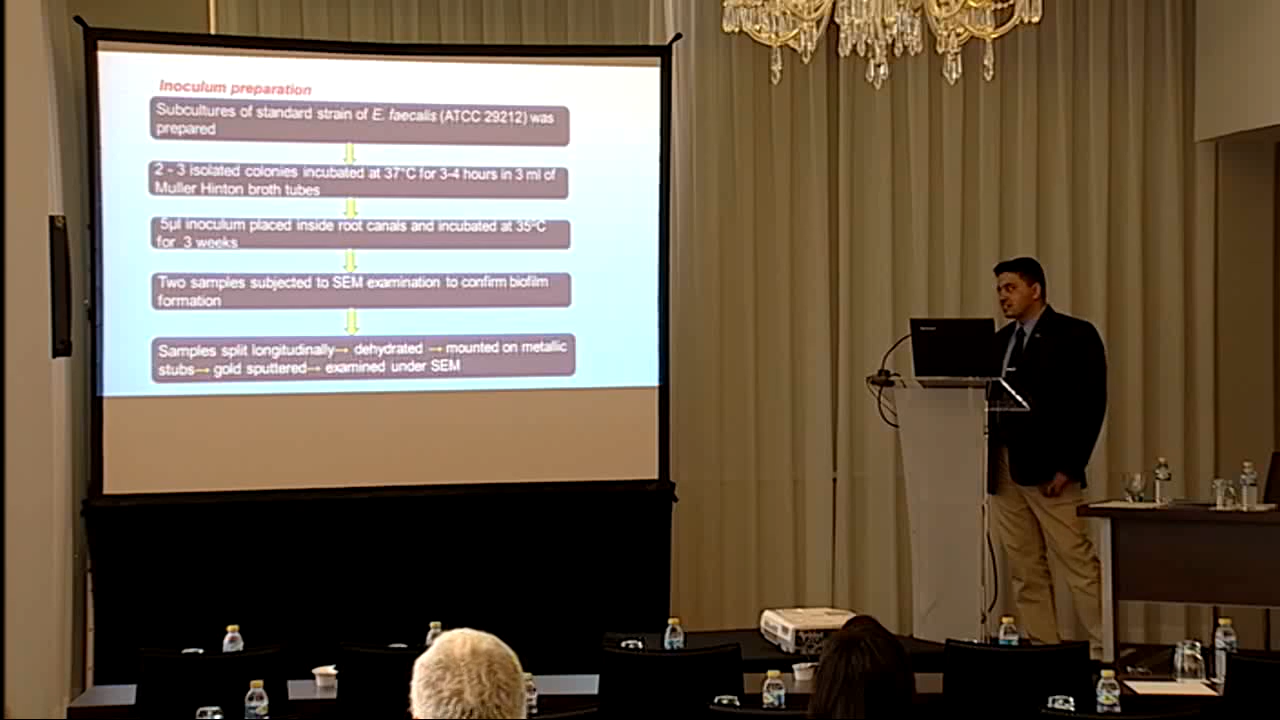 Inoculum preparation
Subcultures of standard strain of E. faecalis (ATCC 29212) was
prepared
2 - 3 isolated colonies incubated at 37°C for 3-4 hours in 3 ml of
Muller Hinton broth tubes
5µl inoculum placed inside root canals and incubated at 35°C
for 3 weeks
Two samples subjected to SEM examination to confirm biofilm
formation
Samples split longitudinally→ dehydrated →mounted on metallic
stubs→ gold sputtered→ examined under SEM